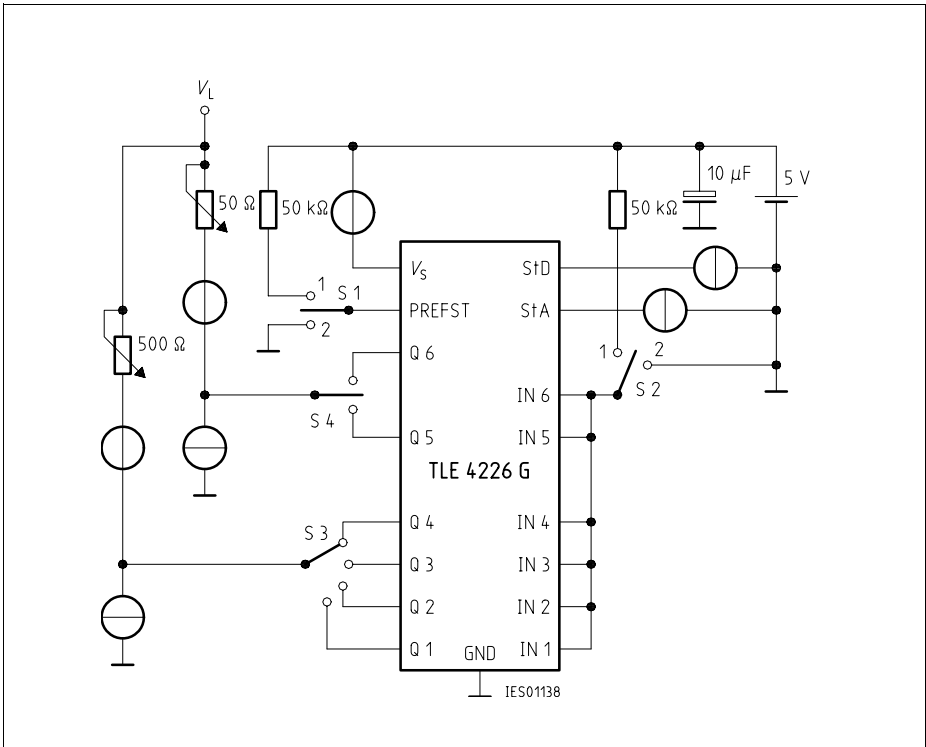 VL
10 µF
5 V
50 Ω
50 kΩ
50 kΩ
VS
StD
1
S 1
PREFST
StA
2
500 Ω
Q 6
1
2
S 2
IN 6
S 4
Q 5
IN 5
TLE 4226 G
S 3
Q 4
IN 4
Q 3
IN 3
Q 2
IN 2
Q 1
GND
IN 1
IES01138